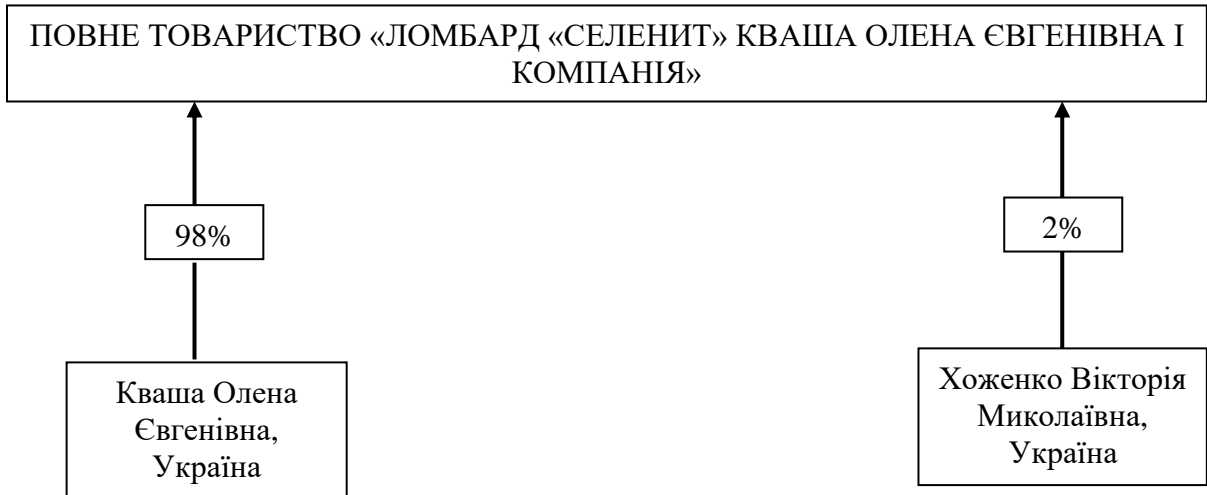 ПОВНЕ ТОВАРИСТВО «ЛОМБАРД «СЕЛЕНИТ» КВАША ОЛЕНА ЄВГЕНІВНА І
КОМПАНІЯ»
98%
2%
Кваша Олена
Євгенівна,
Україна
Хоженко Вікторія
Миколаївна,
Україна